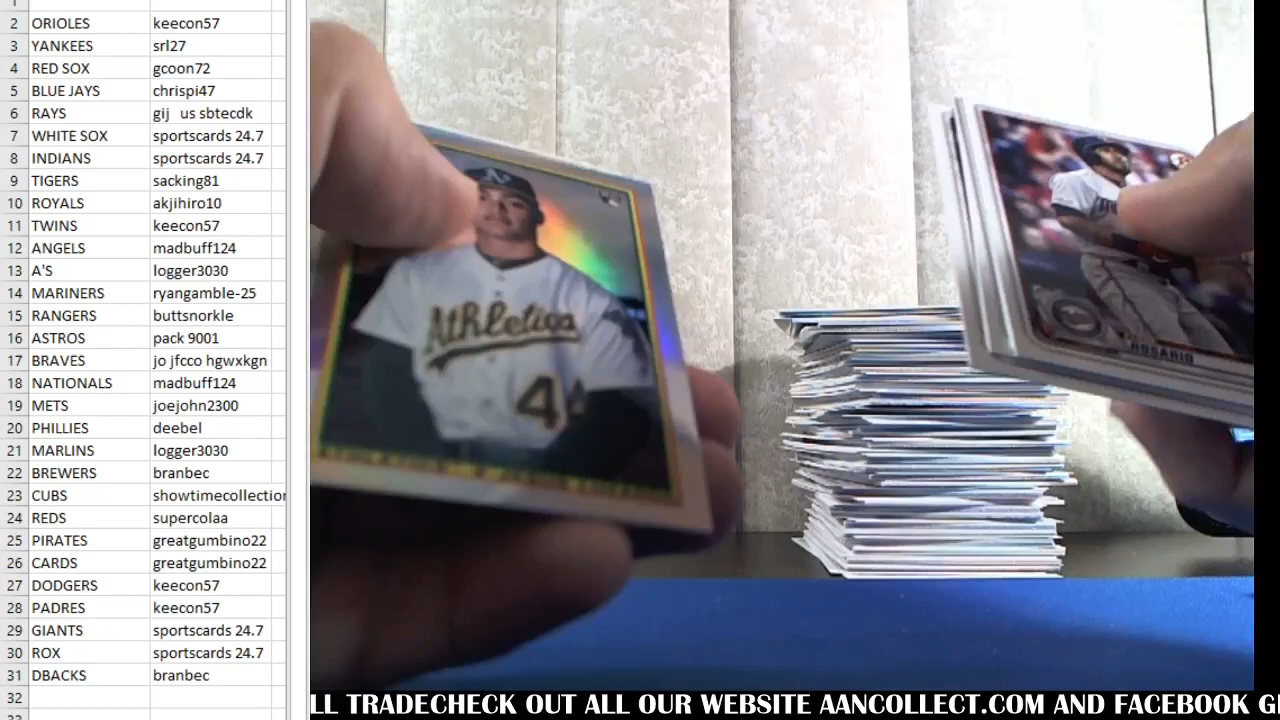 1
2 ORIOLES keecon57
3 YANKEES srl27
4 RED SOX gcoon72
5 BLUE JAYS chrispi47
6 RAYS gij us sbtecdk
7 WHITE SOX sportscards 24.7
8 INDIANS sportscards 24.7
9 TIGERS sacking81
10 ROYALS akjihiro10
11 TWINS keecon57
12 ANGELS madbuff124
13 A'S logger3030
14 MARINERS ryangamble-25
15 RANGERS buttsnorkle
16 ASTROS pack 9001
17 BRAVES jo jfcco hgwxkgn
18 NATIONALS madbuff124
19 METS joejohn2300
20 PHILLIES deebel
21 MARLINS logger3030
22 BREWERS branbec
23 CUBS showtimecollection
24 REDS supercolaa
25 PIRATES greatgumbino22
26 CARDS greatgumbino22
27 DODGERS keecon57
28 PADRES keecon57
29 GIANTS sportscards 24.7
30 ROX sportscards 24.7
31 DBACKS branbec
32
Athletics
44
ROSARIO
LL TRADECHECK OUT ALL OUR WEBSITE AANCOLLECT.COM AND FACEBOOK G